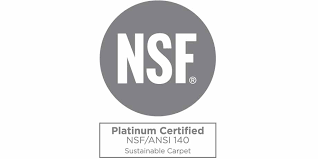 NSF®
Platinum Certified
NSF/ANSI 140
Sustainable Carpet